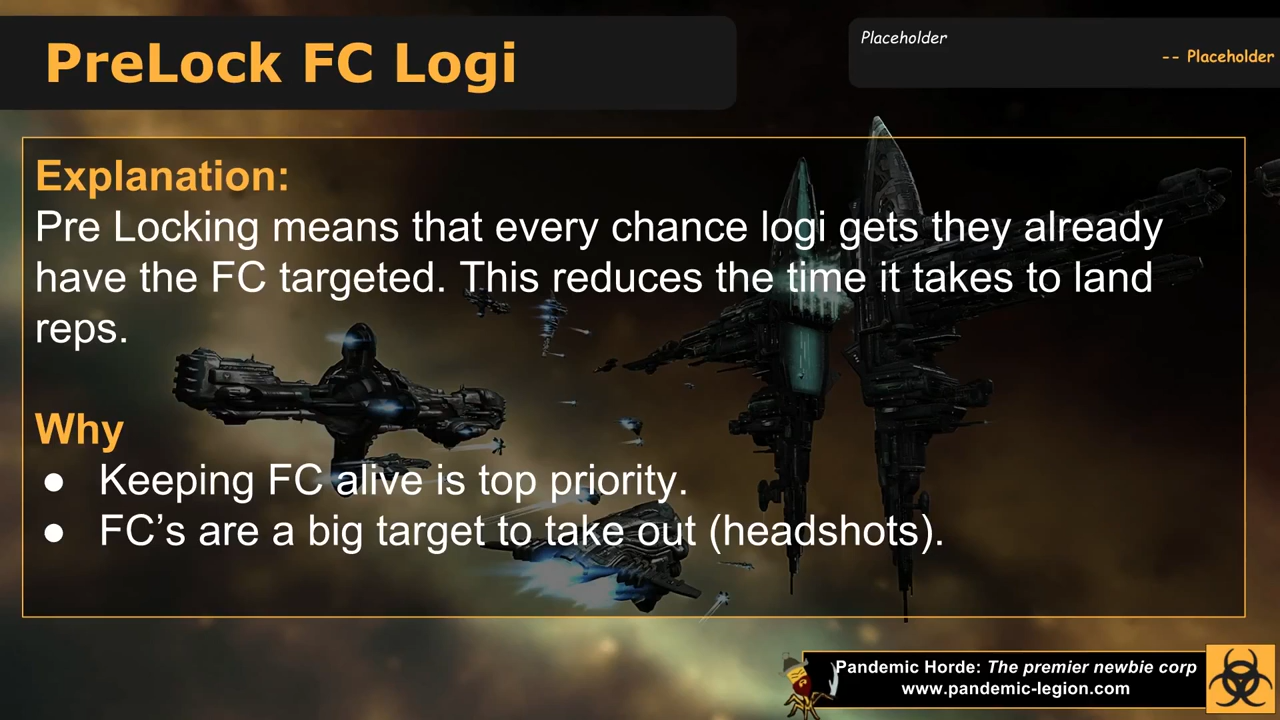 PreLock FC Logi
Placeholder
-- Placeholder
Explanation:
Pre Locking means that every chance logi gets they already
have the FC targeted. This reduces the time it takes to land
reps.
Why
● Keeping FC alive is top priority.
● FC’s are a big target to take out (headshots).
Pandemic Horde: The premier newbie corp
www.pandemic-legion.com